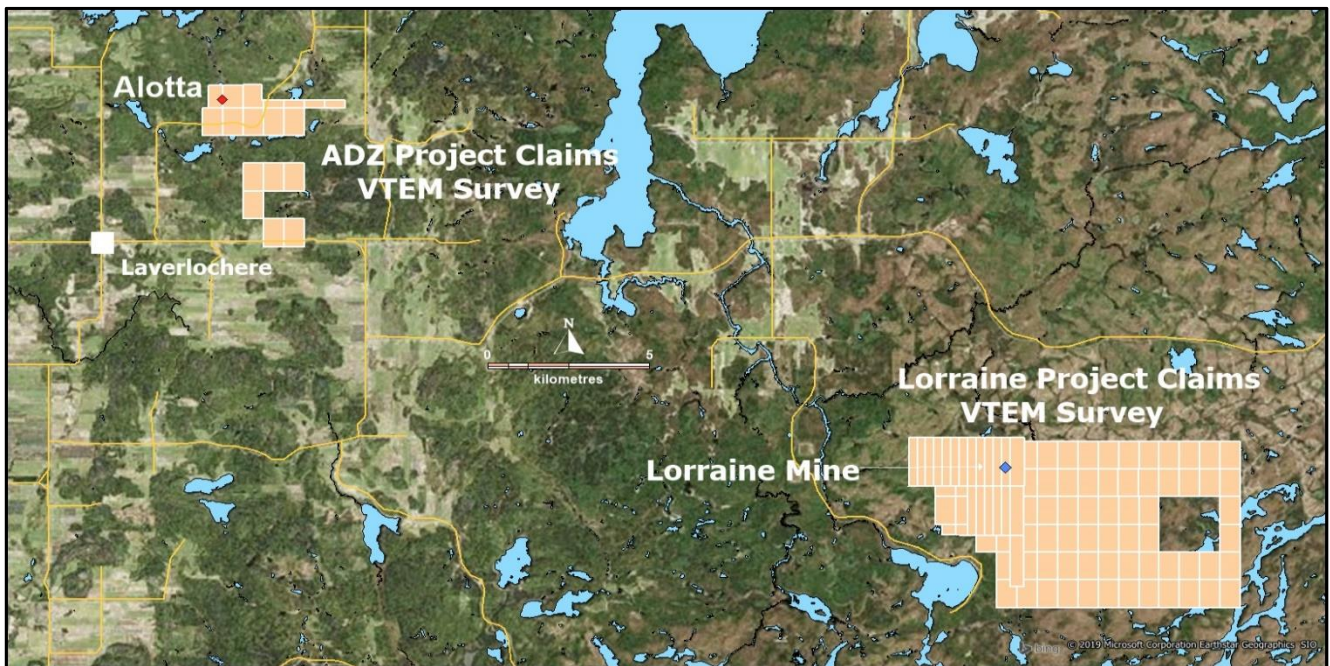 Alotta
ADZ Project Claims
VTEM Survey
Laverlochere
N
0 5
kilometres
Lorraine Project Claims
VTEM Survey
Lorraine Mine
bing © 2019 Microsoft Corporation Earthstar Geographics SIO